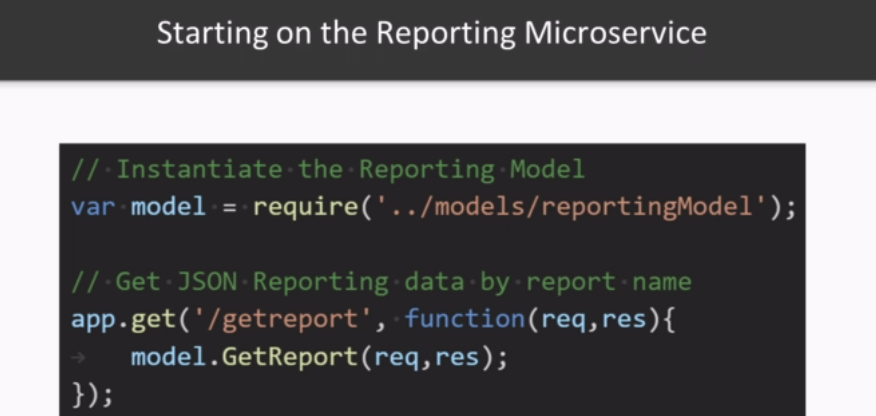 Starting on the Reporting Microservice
// Instantiate the Reporting Model
var model = require('../models/reportingModel');
// Get JSON Reporting data by report name
app.get('/getreport', function(req,res){
model.GetReport(req,res);
});